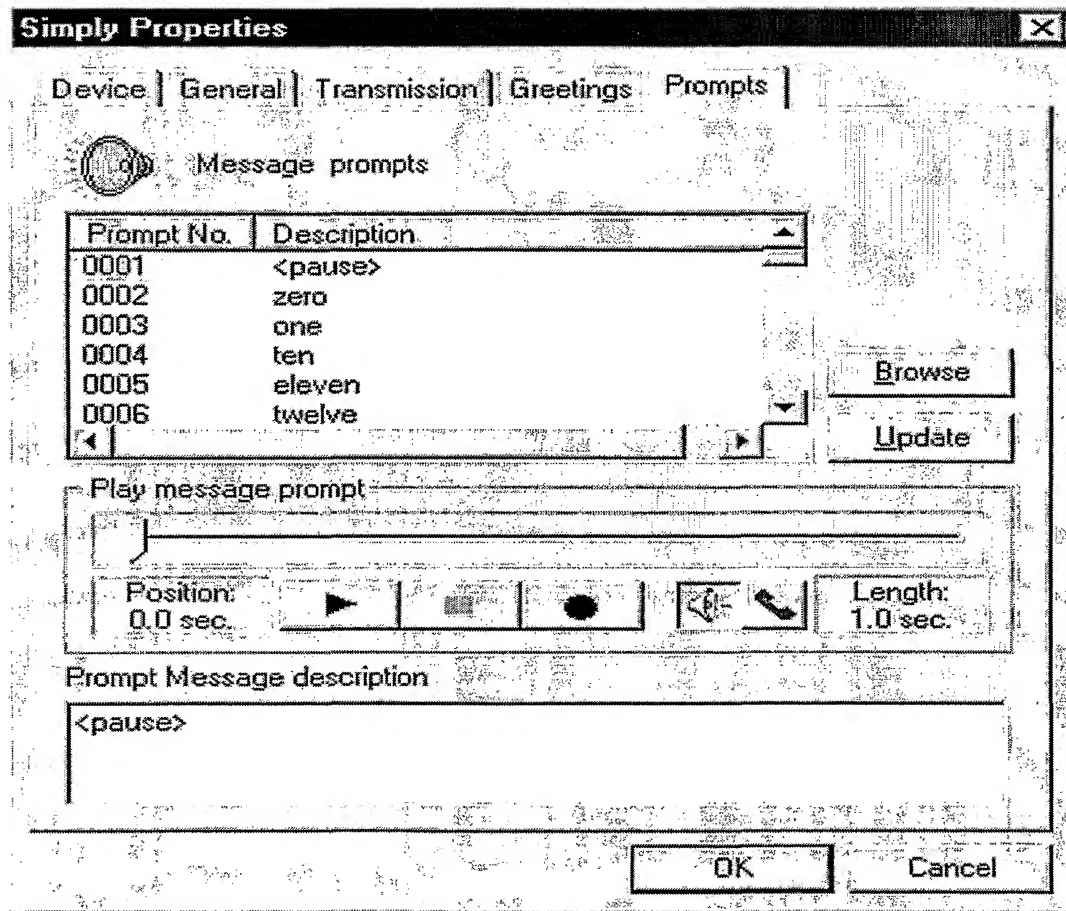 Simply Properties
Device General Transmission Greetings Prompts
Message prompts
Prompt No. Description
0001 <pause>
0002 zero
0003 one
0004 ten
0005 eleven
0006 twelve
Browse
Update
Play message prompt
Position: Length:
0.0 sec. 1.0 sec.
Prompt Message description
<pause>
OK Cancel